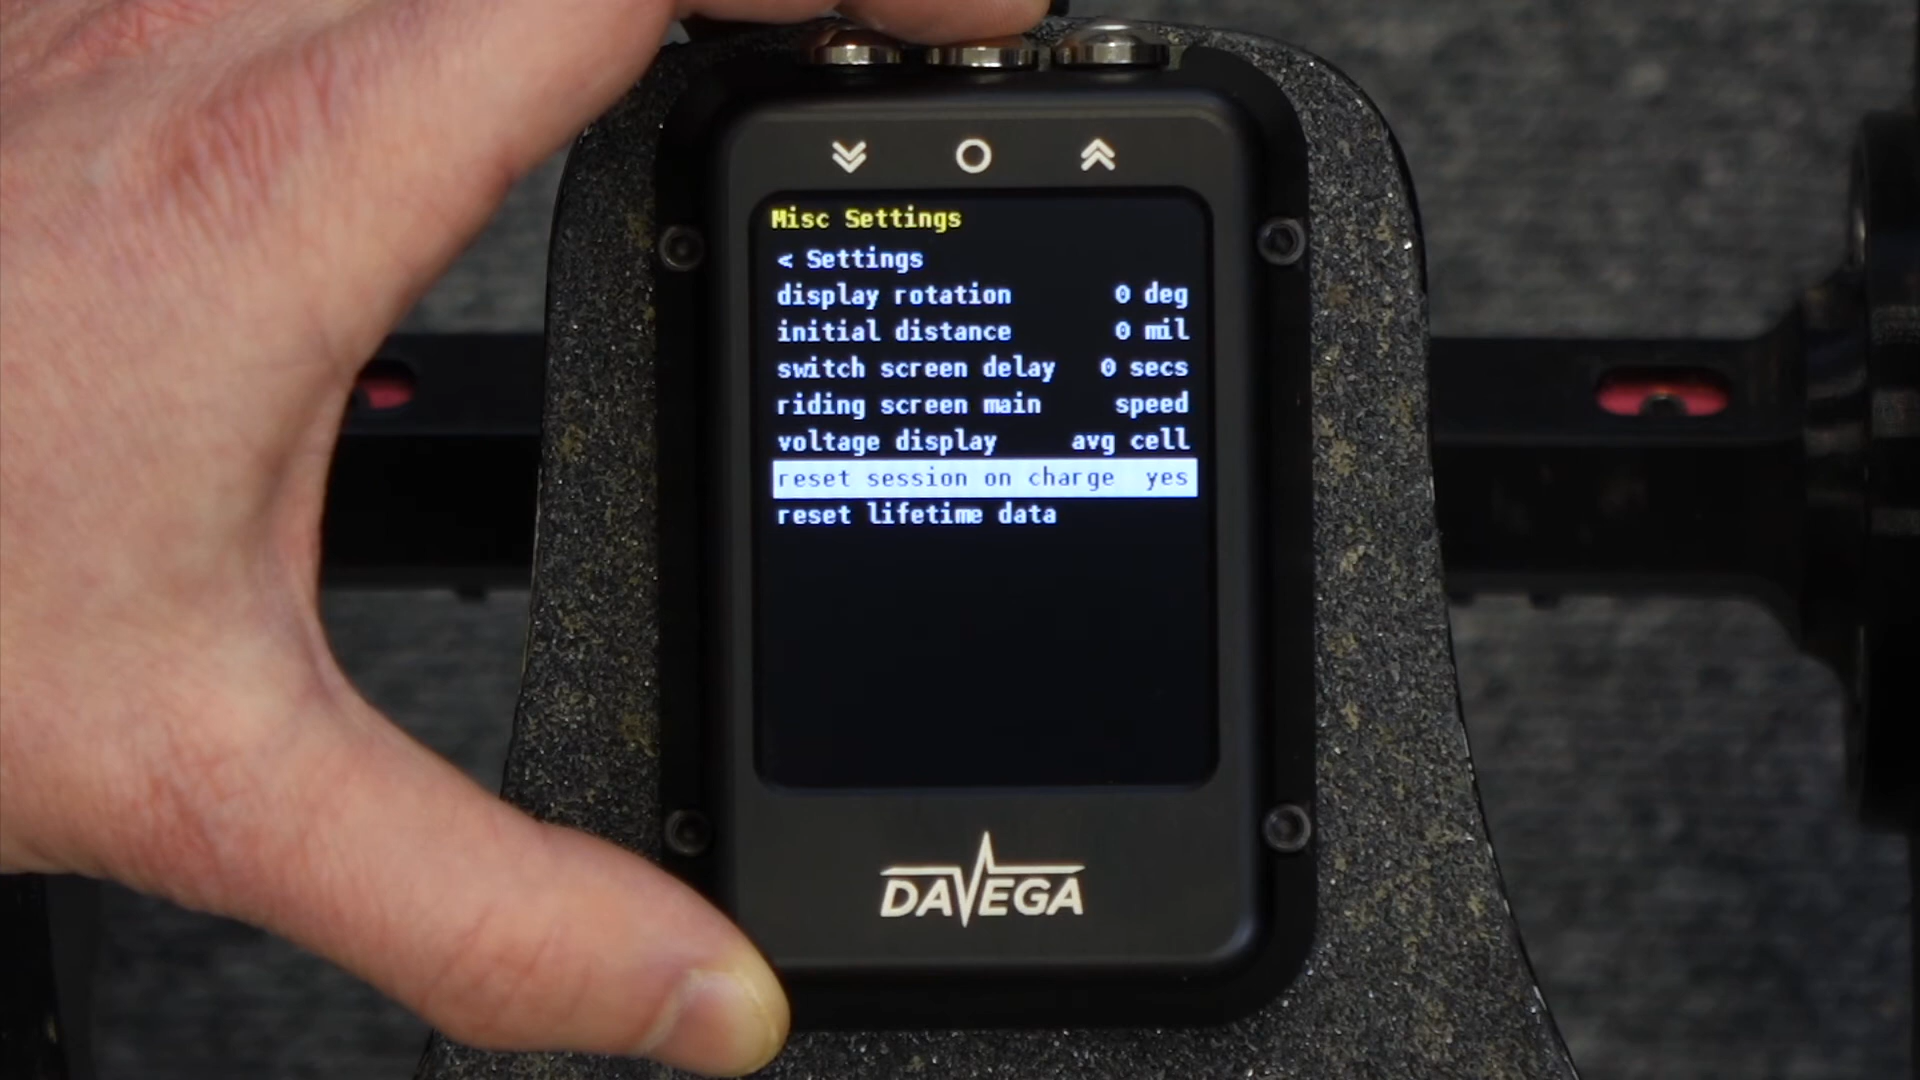 Misc Settings
< Settings
display rotation 0 deg
initial distance 0 mil
switch screen delay 0 secs
riding screen main speed
voltage display avg cell
reset session on charge yes
reset lifetime data
DAVEGA